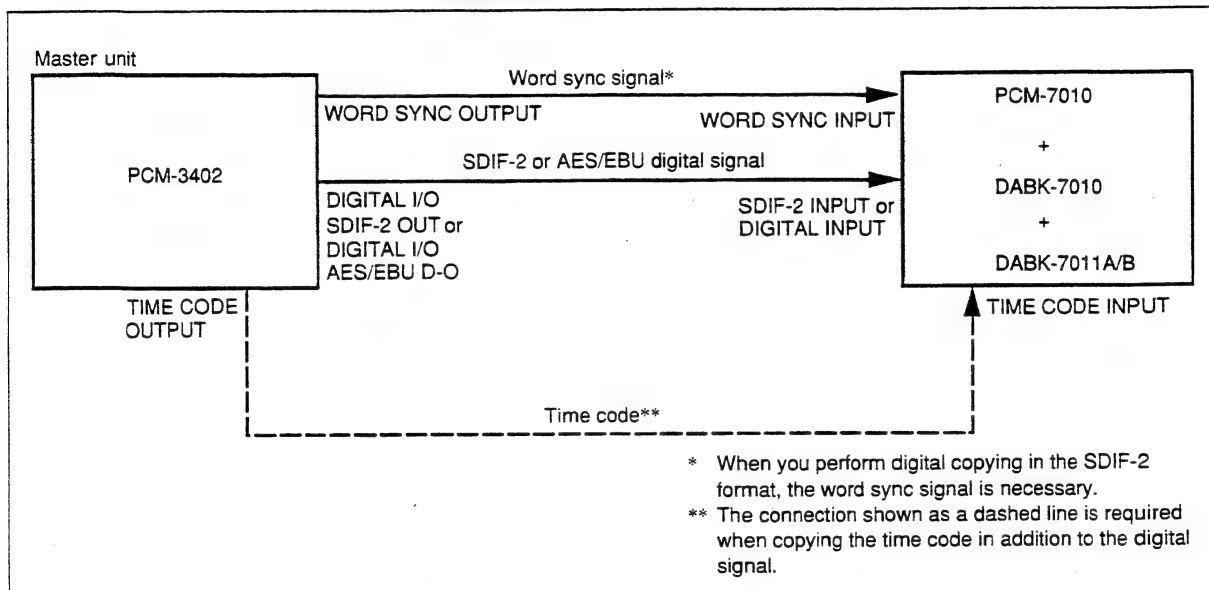 Master unit
Word sync signal*
WORD SYNC OUTPUT
WORD SYNC INPUT
PCM-3402
SDIF-2 or AES/EBU digital signal
DIGITAL I/O
SDIF-2 OUT or
DIGITAL I/O
AES/EBU D-O
SDIF-2 INPUT or
DIGITAL INPUT
PCM-7010
+
DABK-7010
+
DABK-7011A/B
TIME CODE
OUTPUT
TIME CODE INPUT
Time code**
* When you perform digital copying in the SDIF-2
format, the word sync signal is necessary.
** The connection shown as a dashed line is required
when copying the time code in addition to the digital
signal.